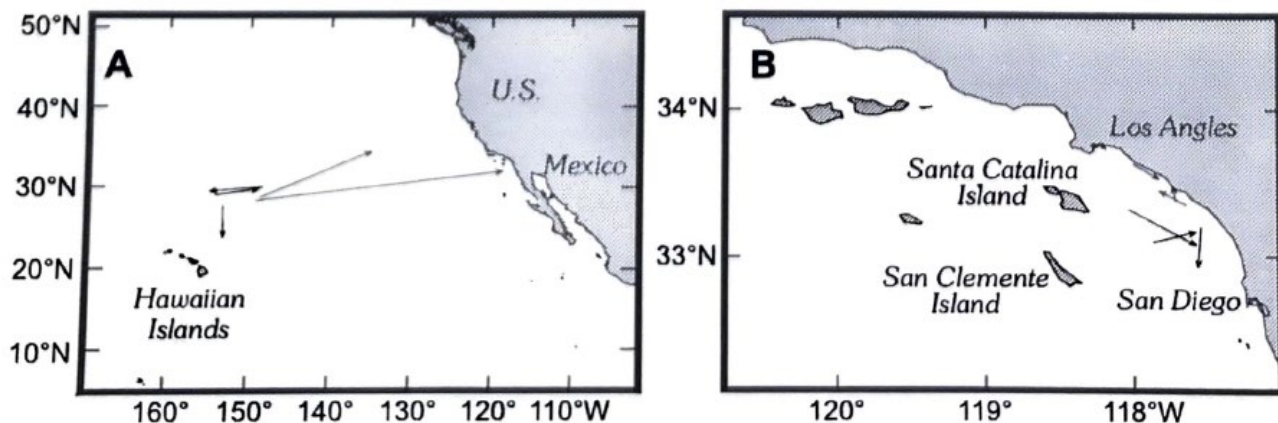 50°N
40°N
30°N
20°N
10°N
A
U.S.
Mexico
Hawaiian
Islands
160° 150° 140° 130° 120° 110°W
34°N
33°N
B
Los Angles
Santa Catalina
Island
San Clemente
Island
San Diego
120° 119° 118°W